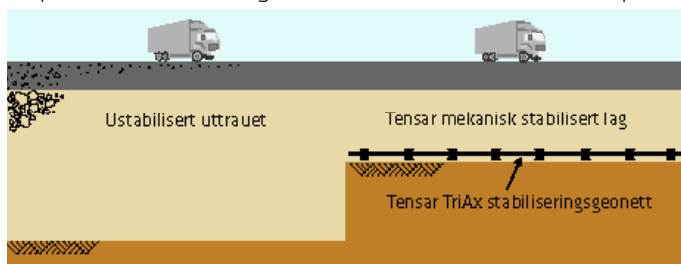 Ustabilisert uttrauet
Tensar mekanisk stabilisert lag
Tensar TriAx stabiliseringsgeonett